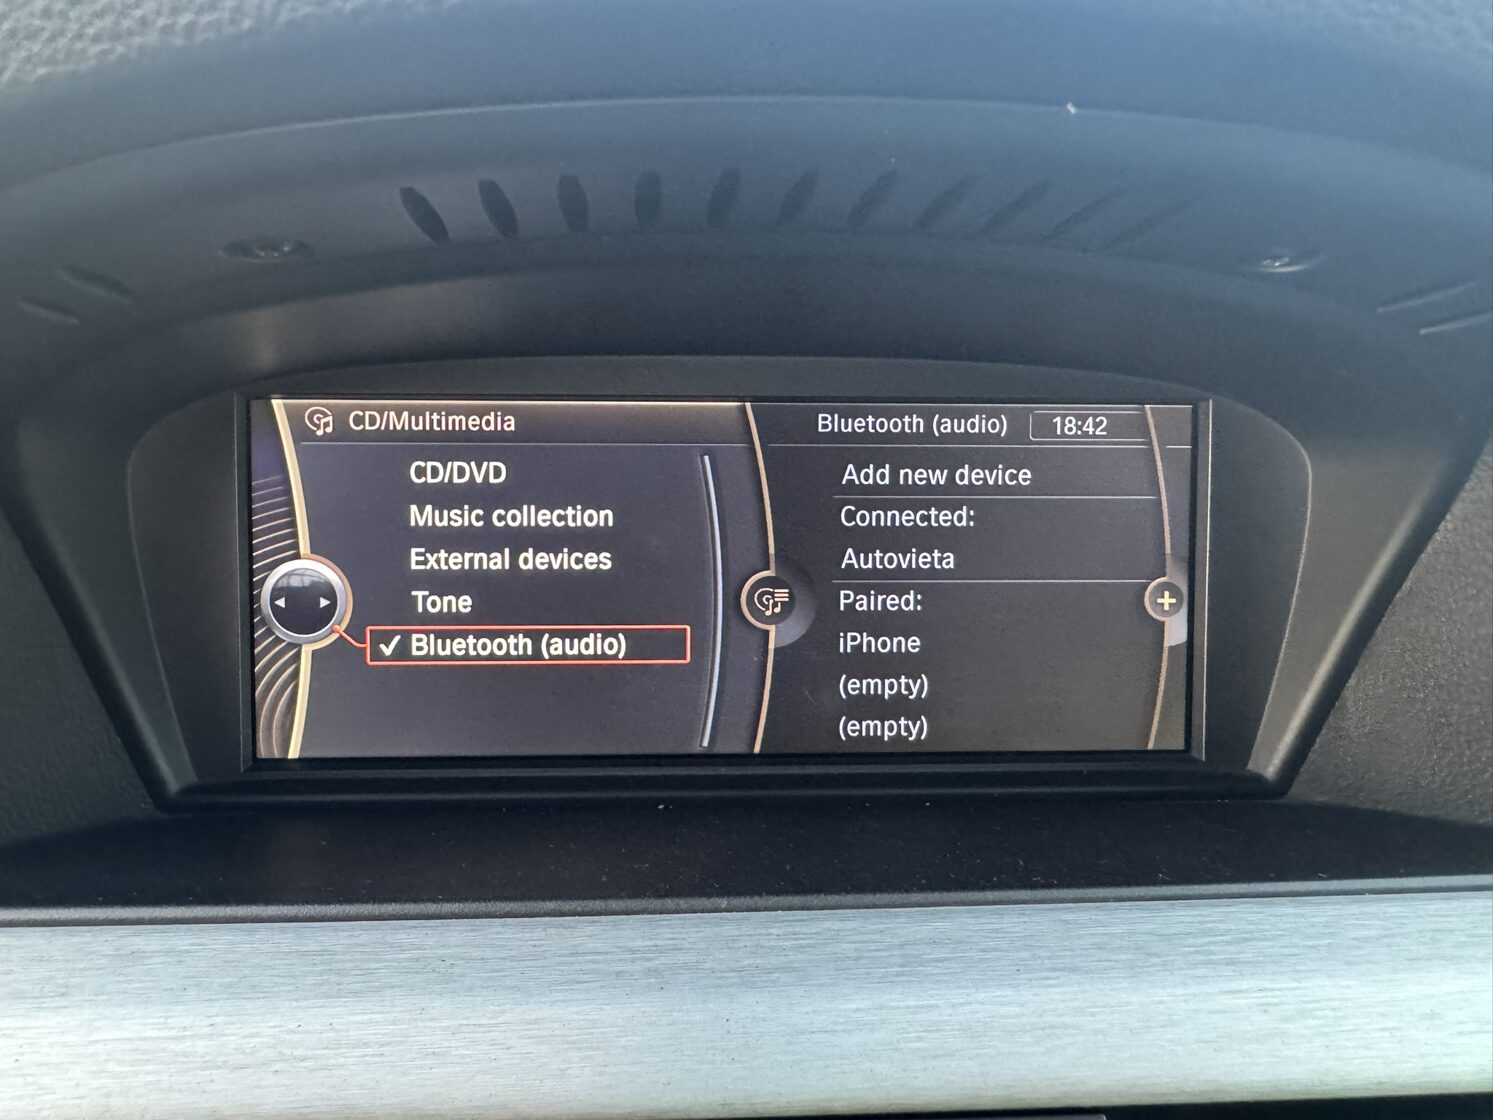 CD/Multimedia
CD/DVD
Music collection
External devices
Tone
Bluetooth (audio)
Bluetooth (audio) 18:42
Add new device
Connected:
Autovieta
Paired:
iPhone
(empty)
(empty)